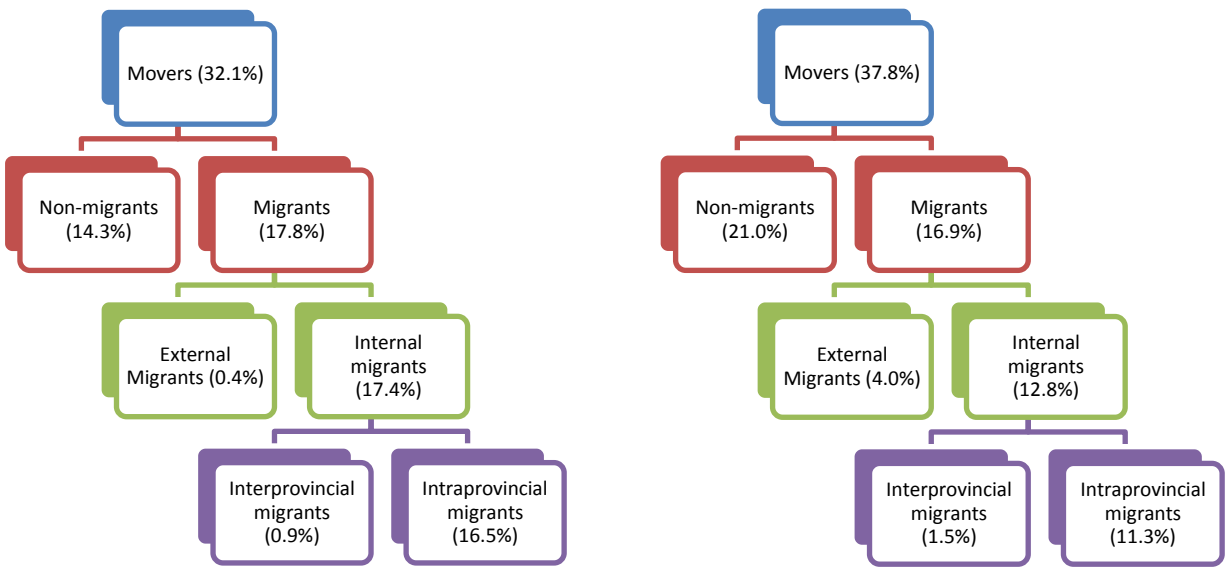 Movers (32.1%)
Non-migrants
(14.3%)
Migrants
(17.8%)
External
Migrants (0.4%)
Internal
migrants
(17.4%)
Interprovincial
migrants
(0.9%)
Intraprovincial
migrants
(16.5%)
Movers (37.8%)
Non-migrants
(21.0%)
Migrants
(16.9%)
External
Migrants (4.0%)
Internal
migrants
(12.8%)
Interprovincial
migrants
(1.5%)
Intraprovincial
migrants
(11.3%)